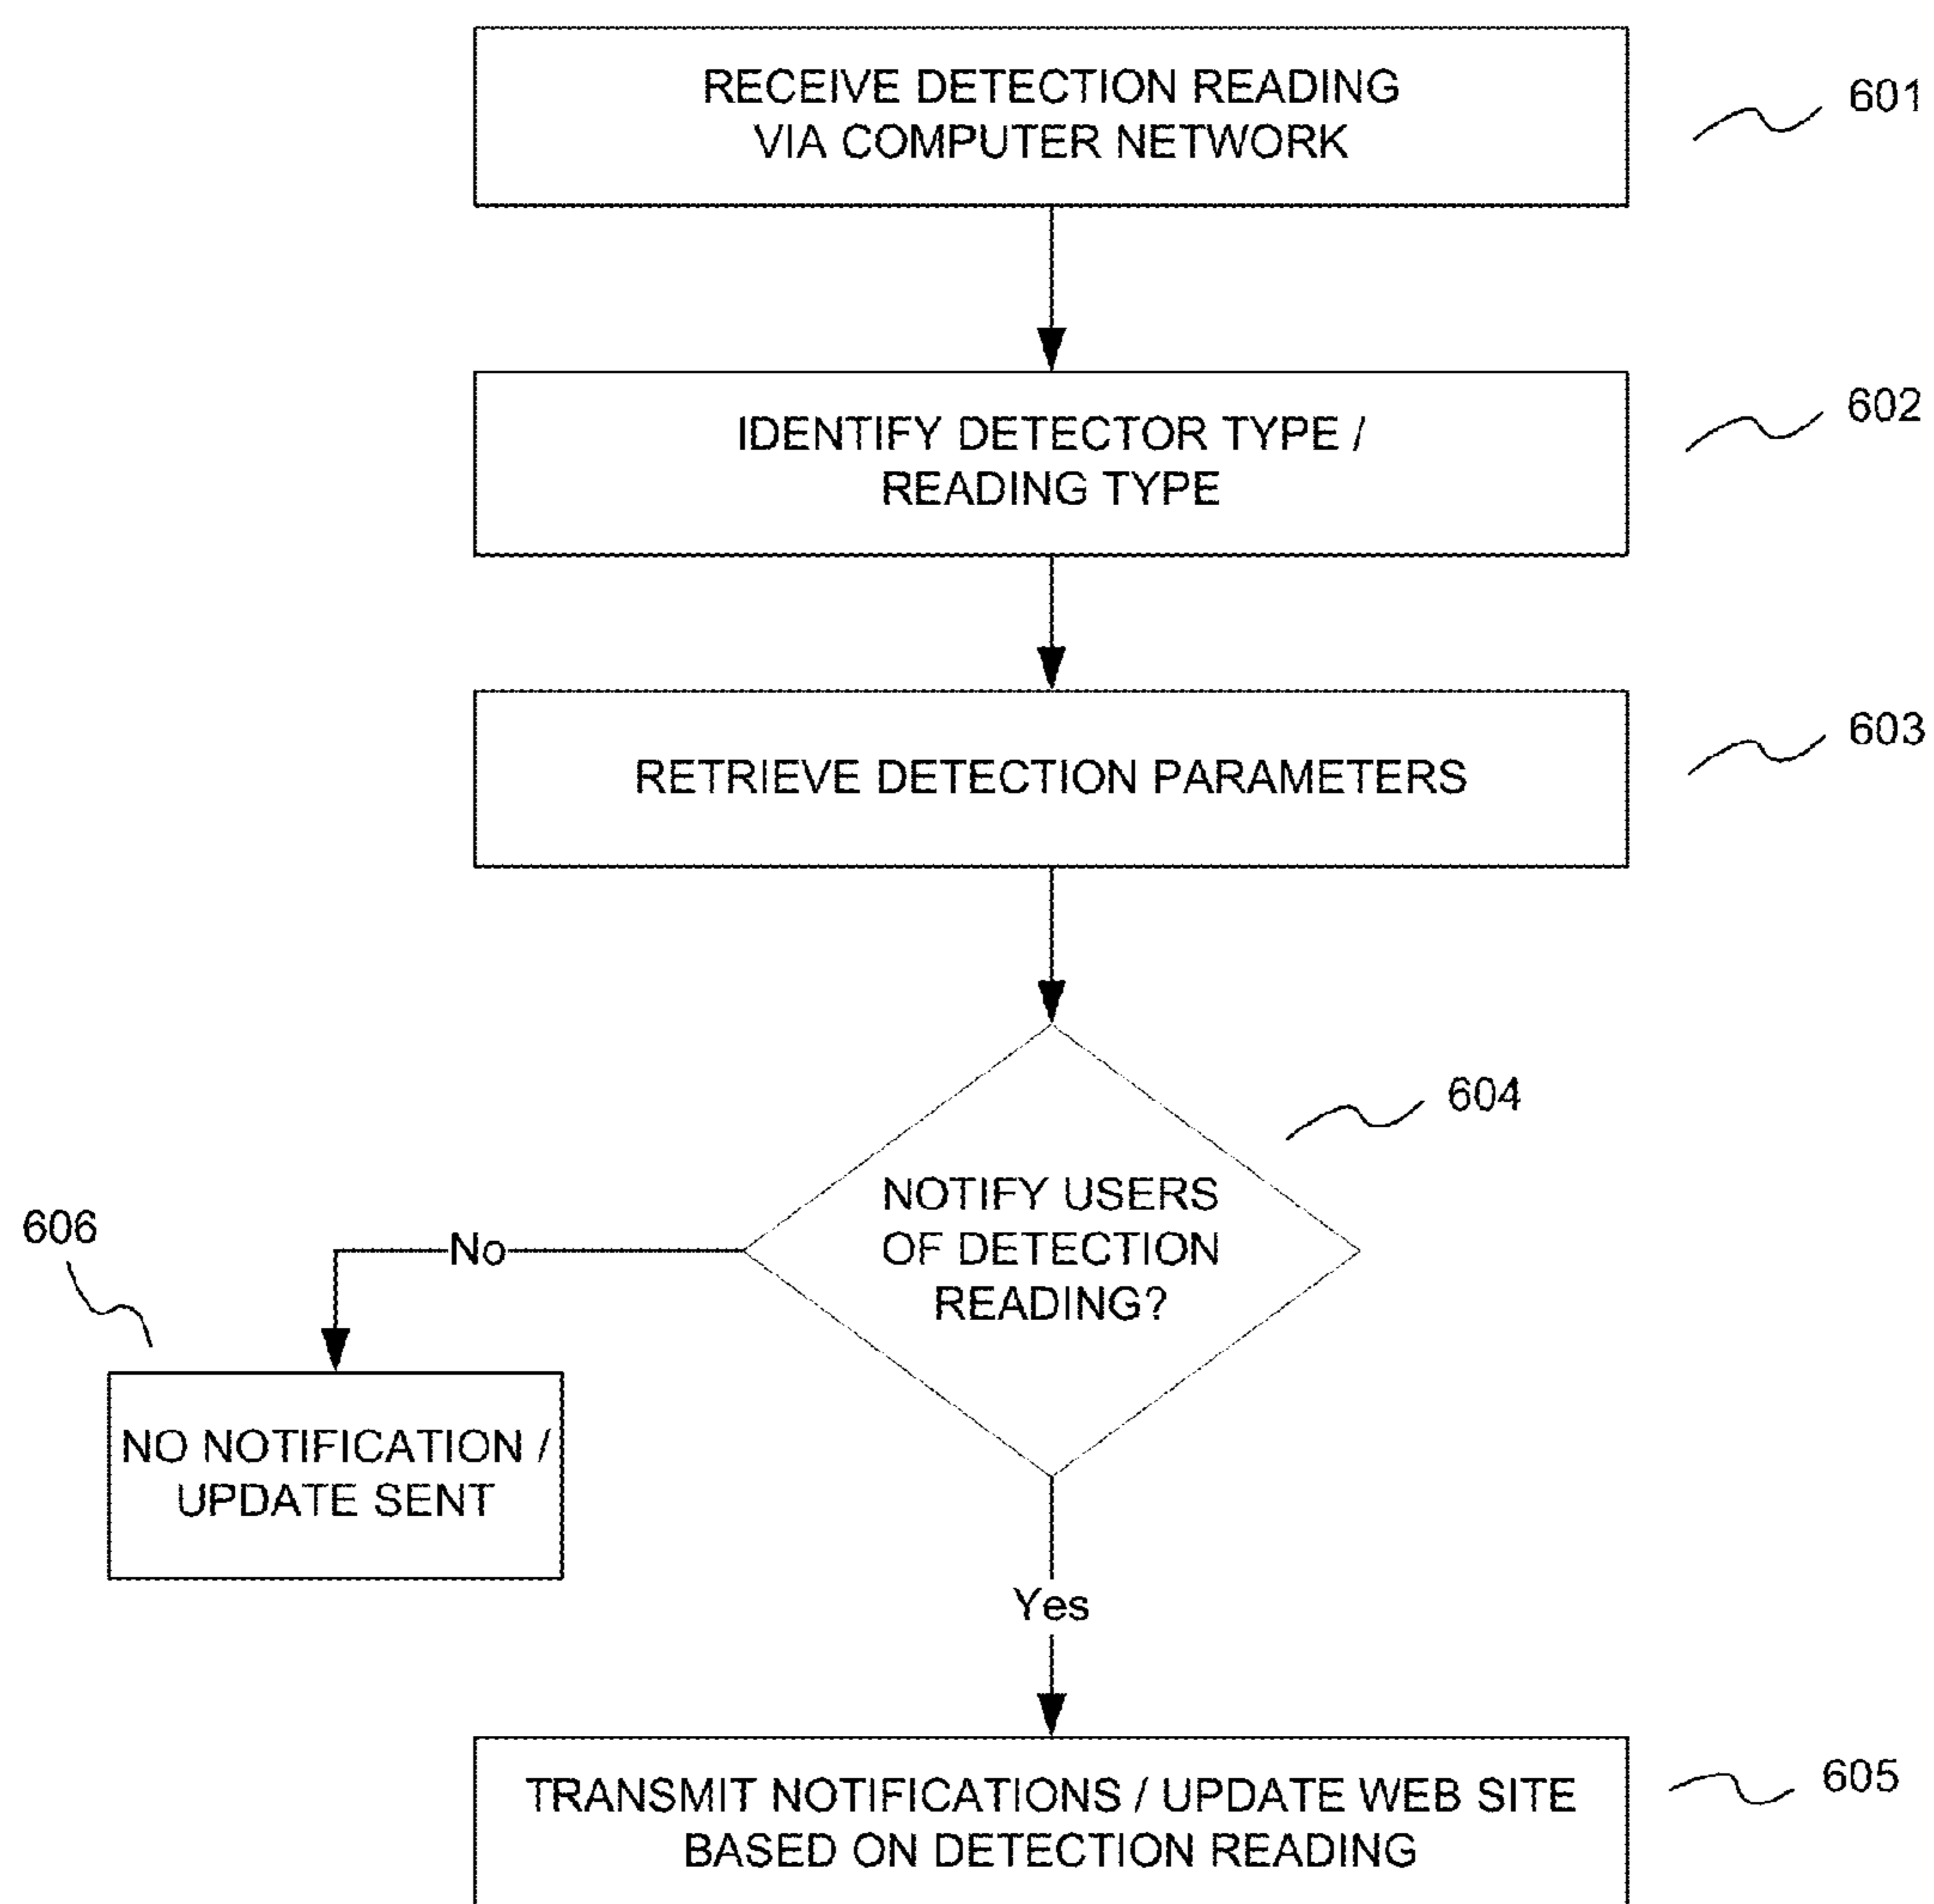 RECEIVE DETECTION READING
VIA COMPUTER NETWORK
601
IDENTIFY DETECTOR TYPE /
READING TYPE
602
RETRIEVE DETECTION PARAMETERS
603
604
NOTIFY USERS
OF DETECTION
READING?
No
606
NO NOTIFICATION /
UPDATE SENT
Yes
TRANSMIT NOTIFICATIONS / UPDATE WEB SITE
BASED ON DETECTION READING
605